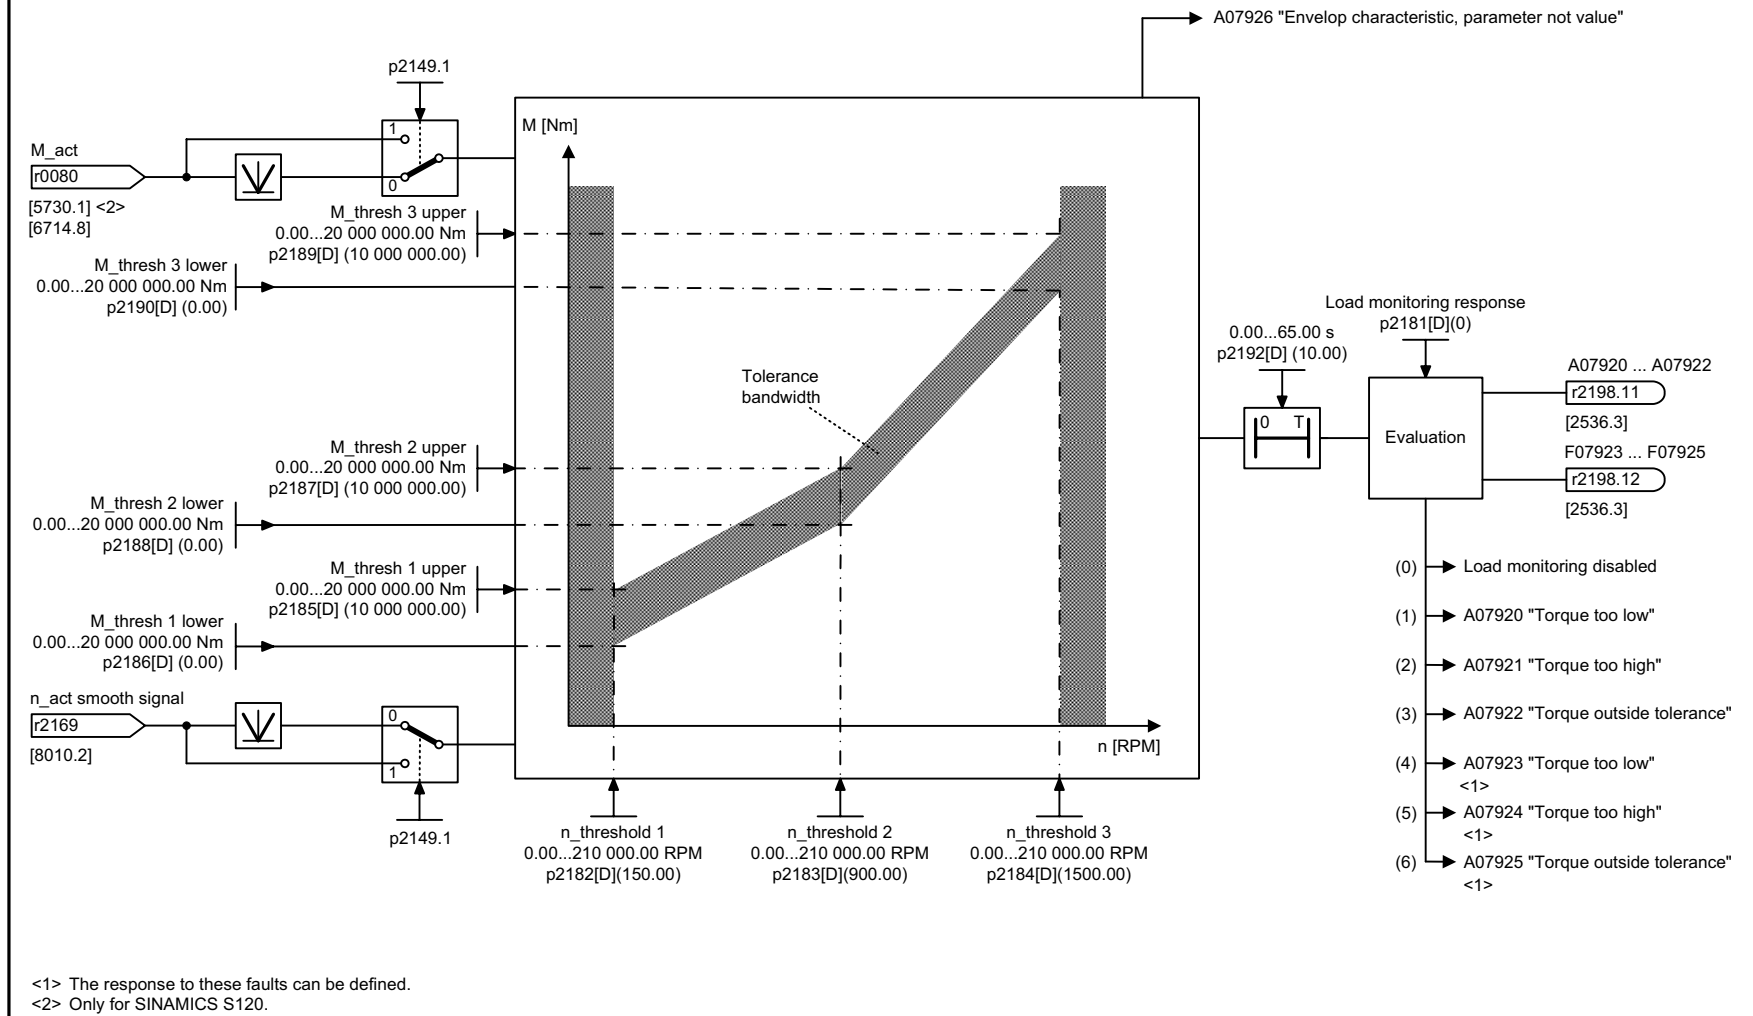 A07926 "Envelop characteristic, parameter not value"
p2149.1
M_act
r0080
[5730.1] <2>
[6714.8]
1
0
M [Nm]
M_thresh 3 upper
0.00...20 000 000.00 Nm
p2189[D] (10 000 000.00)
M_thresh 3 lower
0.00...20 000 000.00 Nm
p2190[D] (0.00)
Tolerance
bandwidth
M_thresh 2 upper
0.00...20 000 000.00 Nm
p2187[D] (10 000 000.00)
M_thresh 2 lower
0.00...20 000 000.00 Nm
p2188[D] (0.00)
M_thresh 1 upper
0.00...20 000 000.00 Nm
p2185[D] (10 000 000.00)
M_thresh 1 lower
0.00...20 000 000.00 Nm
p2186[D] (0.00)
n_act smooth signal
r2169
[8010.2]
0
1
p2149.1
n [RPM]
n_threshold 1
0.00...210 000.00 RPM
p2182[D](150.00)
n_threshold 2
0.00...210 000.00 RPM
p2183[D](900.00)
n_threshold 3
0.00...210 000.00 RPM
p2184[D](1500.00)
0.00...65.00 s
p2192[D] (10.00)
0 T
Load monitoring response
p2181[D](0)
Evaluation
A07920 ... A07922
r2198.11
[2536.3]
F07923 ... F07925
r2198.12
[2536.3]
(0) Load monitoring disabled
(1) A07920 "Torque too low"
(2) A07921 "Torque too high"
(3) A07922 "Torque outside tolerance"
(4) A07923 "Torque too low"
<1>
(5) A07924 "Torque too high"
<1>
(6) A07925 "Torque outside tolerance"
<1>
<1> The response to these faults can be defined.
<2> Only for SINAMICS S120.